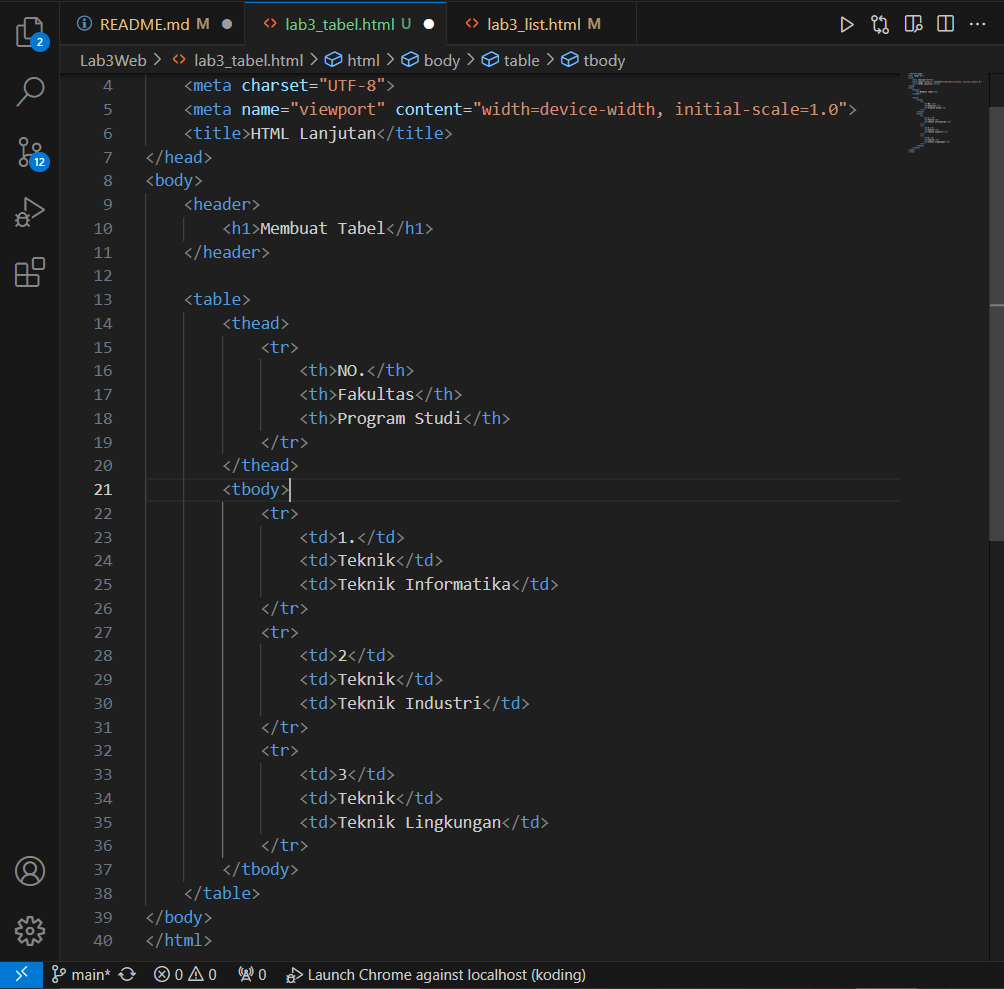 README.md M
lab3_tabel.html U
lab3_list.html M
Lab3Web > lab3_tabel.html > html > body > table > tbody
4 <meta charset="UTF-8">
5 <meta name="viewport" content="width=device-width, initial-scale=1.0">
6 <title>HTML Lanjutan</title>
7 </head>
8 <body>
9 <header>
10 <h1>Membuat Tabel</h1>
11 </header>
12
13 <table>
14 <thead>
15 <tr>
16 <th>NO.</th>
17 <th>Fakultas</th>
18 <th>Program Studi</th>
19 </tr>
20 </thead>
21 <tbody>
22 <tr>
23 <td>1.</td>
24 <td>Teknik</td>
25 <td>Teknik Informatika</td>
26 </tr>
27 <tr>
28 <td>2</td>
29 <td>Teknik</td>
30 <td>Teknik Industri</td>
31 </tr>
32 <tr>
33 <td>3</td>
34 <td>Teknik</td>
35 <td>Teknik Lingkungan</td>
36 </tr>
37 </tbody>
38 </table>
39 </body>
40 </html>
2
12
main* 0 0 0 Launch Chrome against localhost (koding)